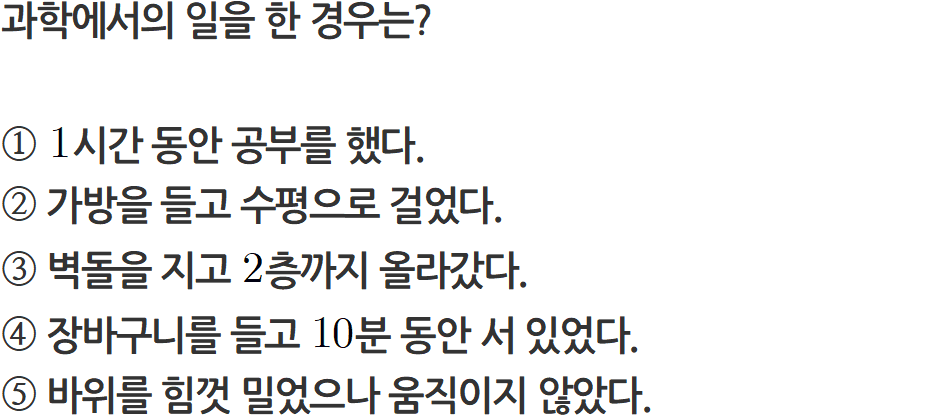 과학에서의 일을 한 경우는?
① 1시간 동안 공부를 했다.
② 가방을 들고 수평으로 걸었다.
③ 벽돌을 지고 2층까지 올라갔다.
④ 장바구니를 들고 10분 동안 서 있었다.
⑤ 바위를 힘껏 밀었으나 움직이지 않았다.